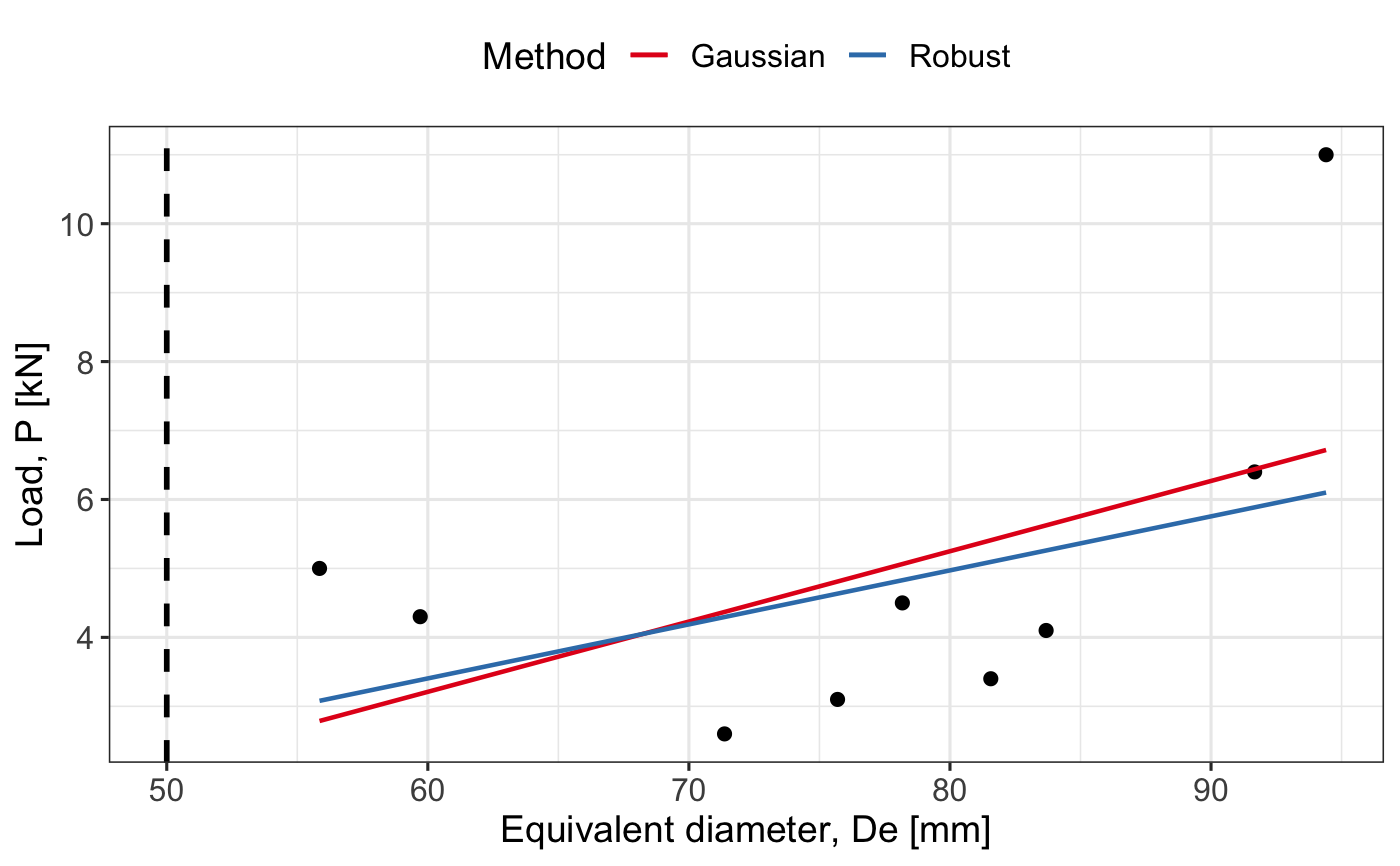 Method Gaussian Robust
10
8
6
4
50 60 70 80 90
Equivalent diameter, De [mm]
Load, P [kN]